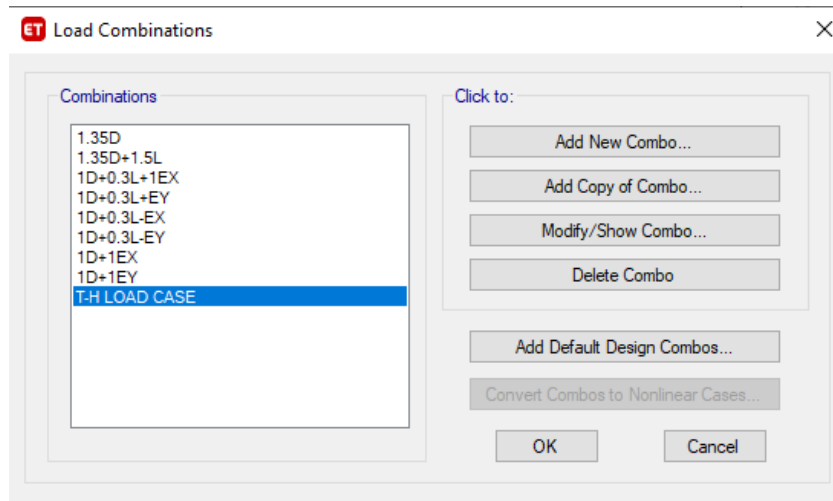 ET Load Combinations
Combinations
1.35D
1.35D+1.5L
1D+0.3L+1EX
1D+0.3L+EY
1D+0.3L-EX
1D+0.3L-EY
1D+1EX
1D+1EY
T-H LOAD CASE
Click to:
Add New Combo...
Add Copy of Combo...
Modify/Show Combo...
Delete Combo
Add Default Design Combos...
Convert Combos to Nonlinear Cases...
OK Cancel